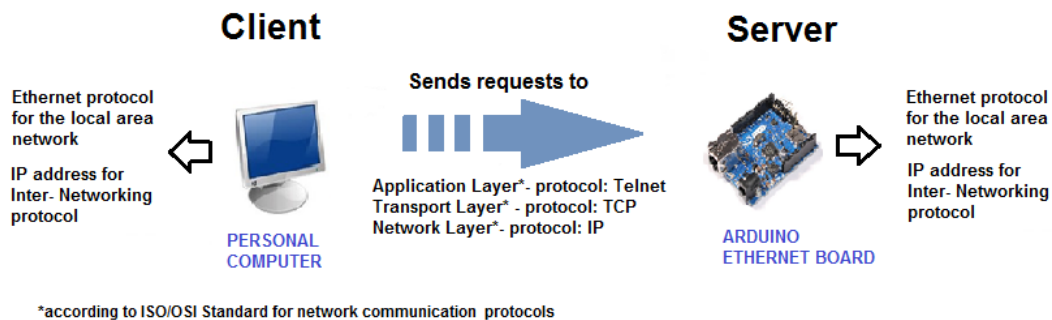 Client
Server
Sends requests to
Ethernet protocol
for the local area
network
IP address for
Inter- Networking
protocol
Application Layer*- protocol: Telnet
Transport Layer* - protocol: TCP
Network Layer*- protocol: IP
Ethernet protocol
for the local area
network
IP address for
Inter- Networking
protocol
PERSONAL
COMPUTER
ARDUINO
ETHERNET BOARD
*according to ISO/OSI Standard for network communication protocols